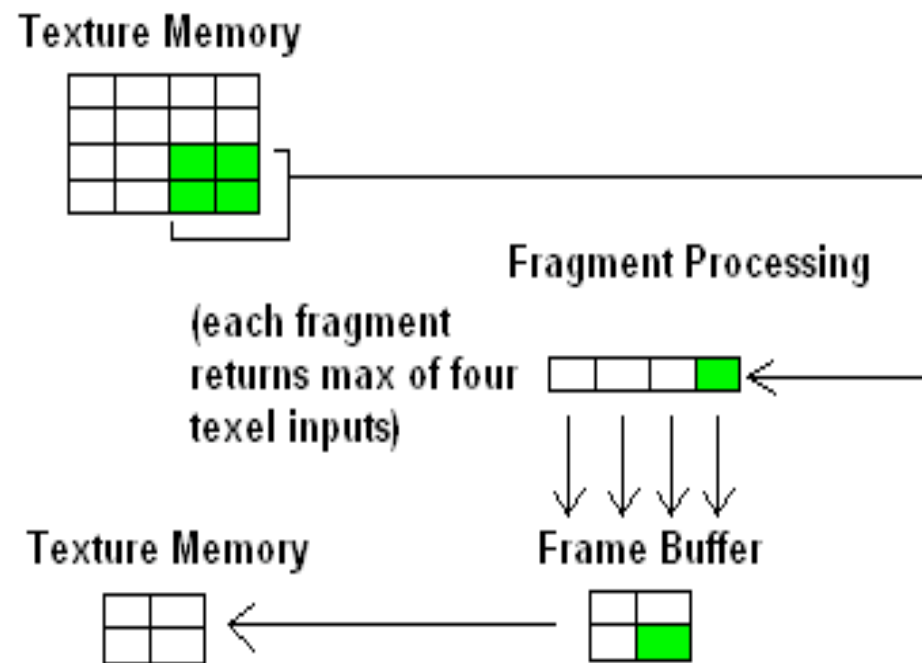 Texture Memory
Fragment Processing
(each fragment
returns max of four
texel inputs)
Texture Memory
Frame Buffer